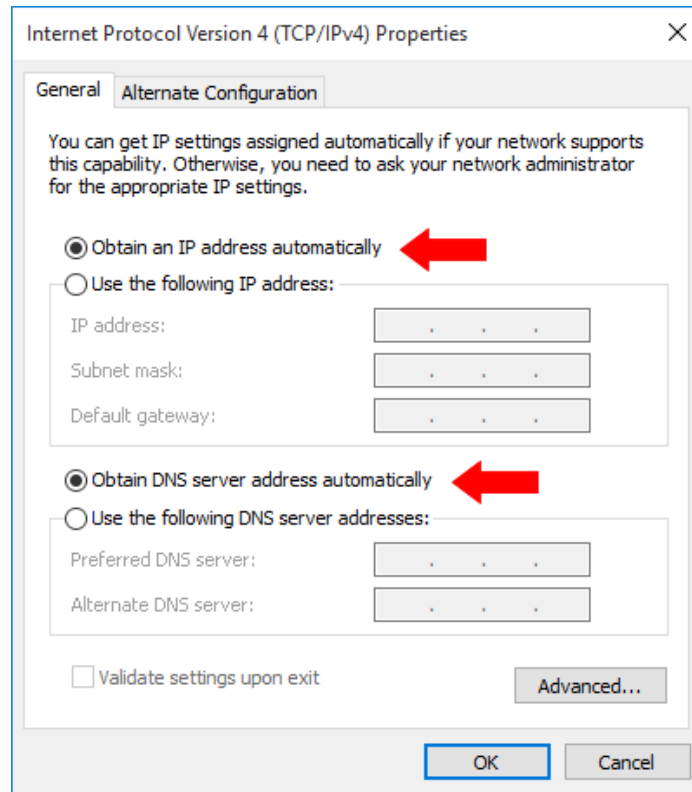 Internet Protocol Version 4 (TCP/IPv4) Properties
General
Alternate Configuration
You can get IP settings assigned automatically if your network supports
this capability. Otherwise, you need to ask your network administrator
for the appropriate IP settings.
Obtain an IP address automatically
Use the following IP address:
IP address:
Subnet mask:
Default gateway:
Obtain DNS server address automatically
Use the following DNS server addresses:
Preferred DNS server:
Alternate DNS server:
Validate settings upon exit
Advanced...
OK
Cancel